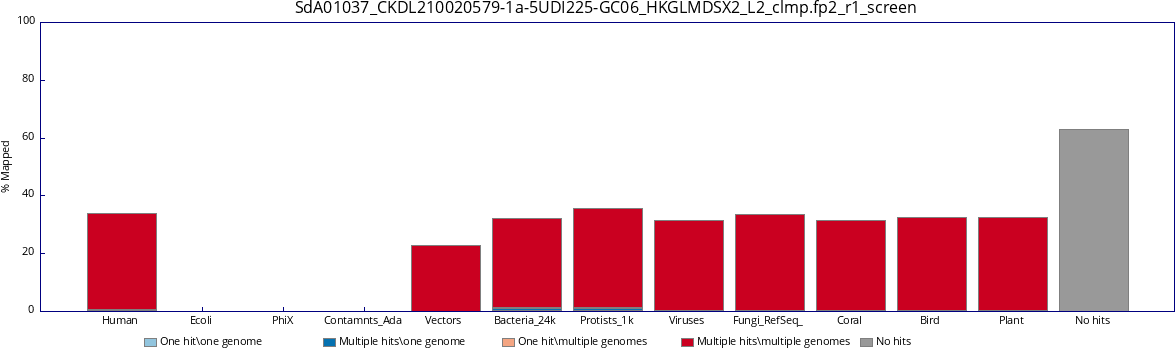 SdA01037_CKDL210020579-1a-5UDI225-GC06_HKGLMDSX2_L2_clmp.fp2_r1_screen
100
80
60
40
20
0
% Mapped
Human Ecoli PhiX Contamnts_Ada Vectors Bacteria_24k Protists_1k Viruses Fungi_RefSeq_ Coral Bird Plant No hits
One hit\one genome Multiple hits\one genome One hit\multiple genomes Multiple hits\multiple genomes No hits